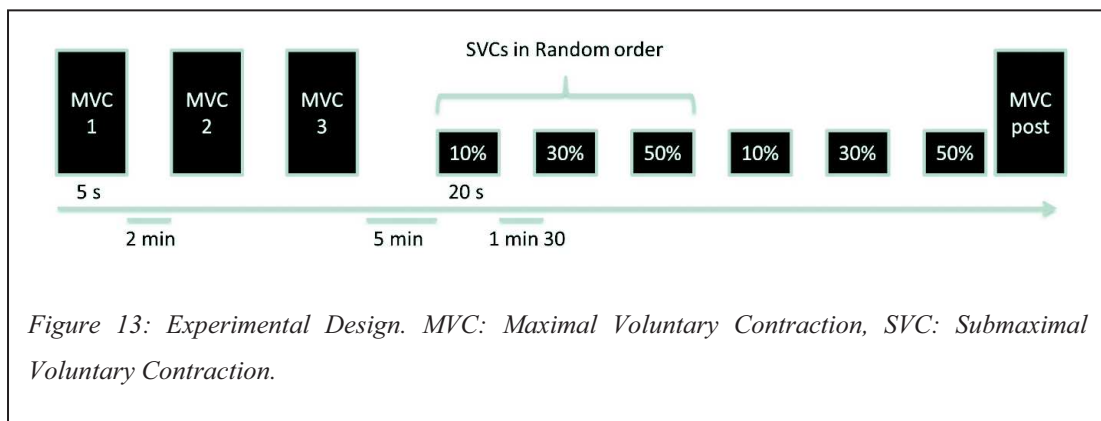 SVCs in Random order
MVC
1
MVC
2
MVC
3
10%
30%
50%
10%
30%
50%
MVC
post
5 s
20 s
2 min
5 min
1 min 30
Figure 13: Experimental Design. MVC: Maximal Voluntary Contraction, SVC: Submaximal
Voluntary Contraction.